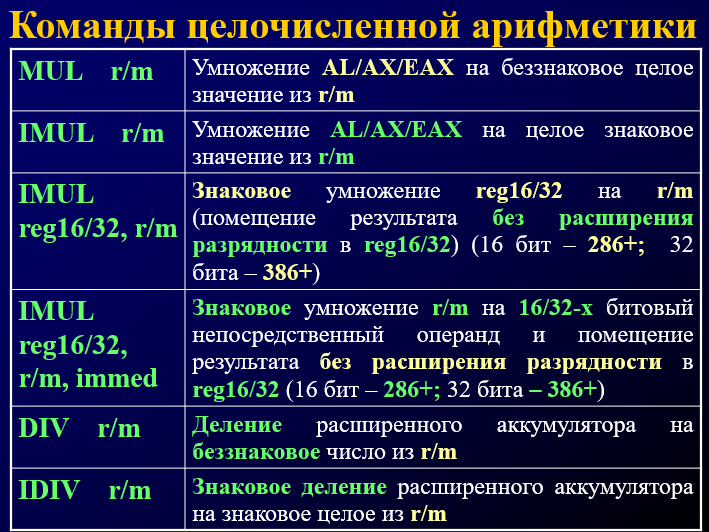 Команды целочисленной арифметики
MUL r/m
Умножение AL/AX/EAX на беззнаковое целое
значение из r/m
IMUL r/m
Умножение AL/AX/EAX на целое знаковое
значение из r/m
IMUL
reg16/32, r/m
Знаковое умножение reg16/32 на r/m
(помещение результата без расширения
разрядности в reg16/32) (16 бит – 286+; 32
бита – 386+)
IMUL
reg16/32,
r/m, immed
Знаковое умножение r/m на 16/32-х битовый
непосредственный операнд и помещение
результата без расширения разрядности в
reg16/32 (16 бит – 286+; 32 бита – 386+)
DIV r/m
Деление расширенного аккумулятора на
беззнаковое число из r/m
IDIV r/m
Знаковое деление расширенного аккумулятора
на знаковое целое из r/m